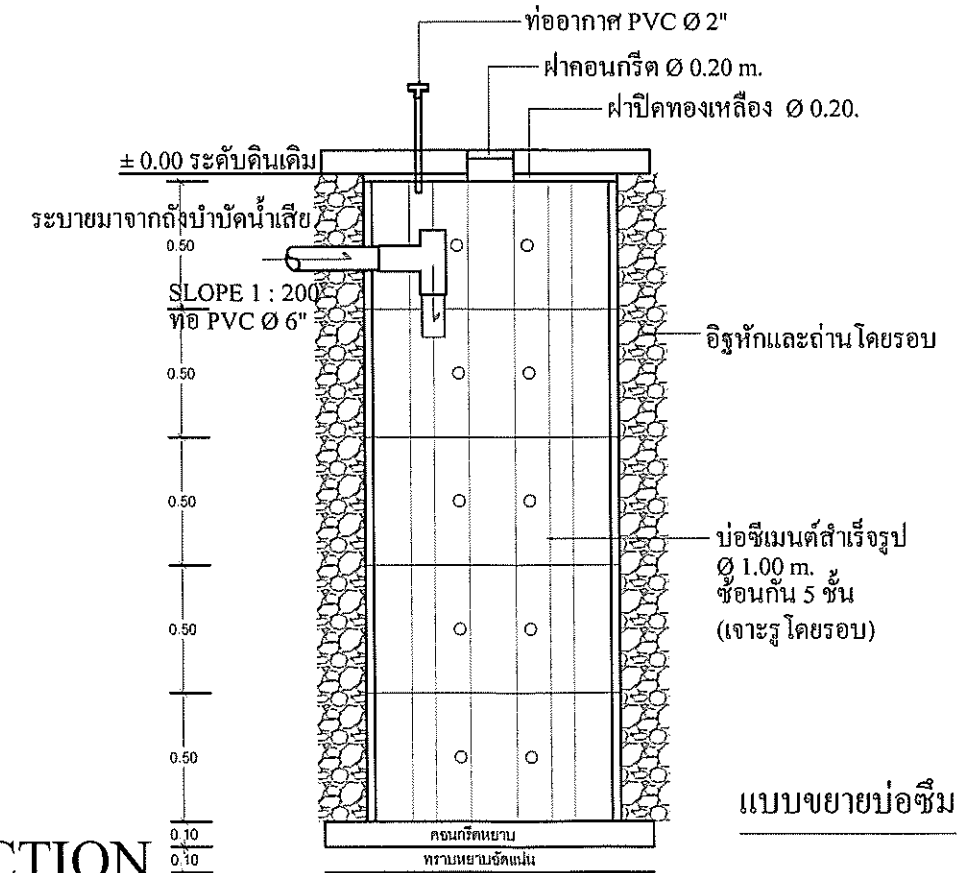 ท่ออากาศ PVC Ø 2"
ฝาคอนกรีต Ø 0.20 m.
ฝาปิดทองเหลือง Ø 0.20.
± 0.00 ระดับดินเดิม
ระบายมาจากถังบำบัดน้ำเสีย
0.50
SLOPE 1 : 200
ท่อ PVC Ø 6"
อิฐหักและถ่านโดยรอบ
0.50
0.50
บ่อซีเมนต์สำเร็จรูป
Ø 1.00 m.
ซ้อนกัน 5 ชั้น
(เจาะรูโดยรอบ)
0.50
0.50
แบบขยายบ่อซึม
0.10
คอนกรีตหยาบ
CTION
0.10
ทรายหยาบอัดแน่น